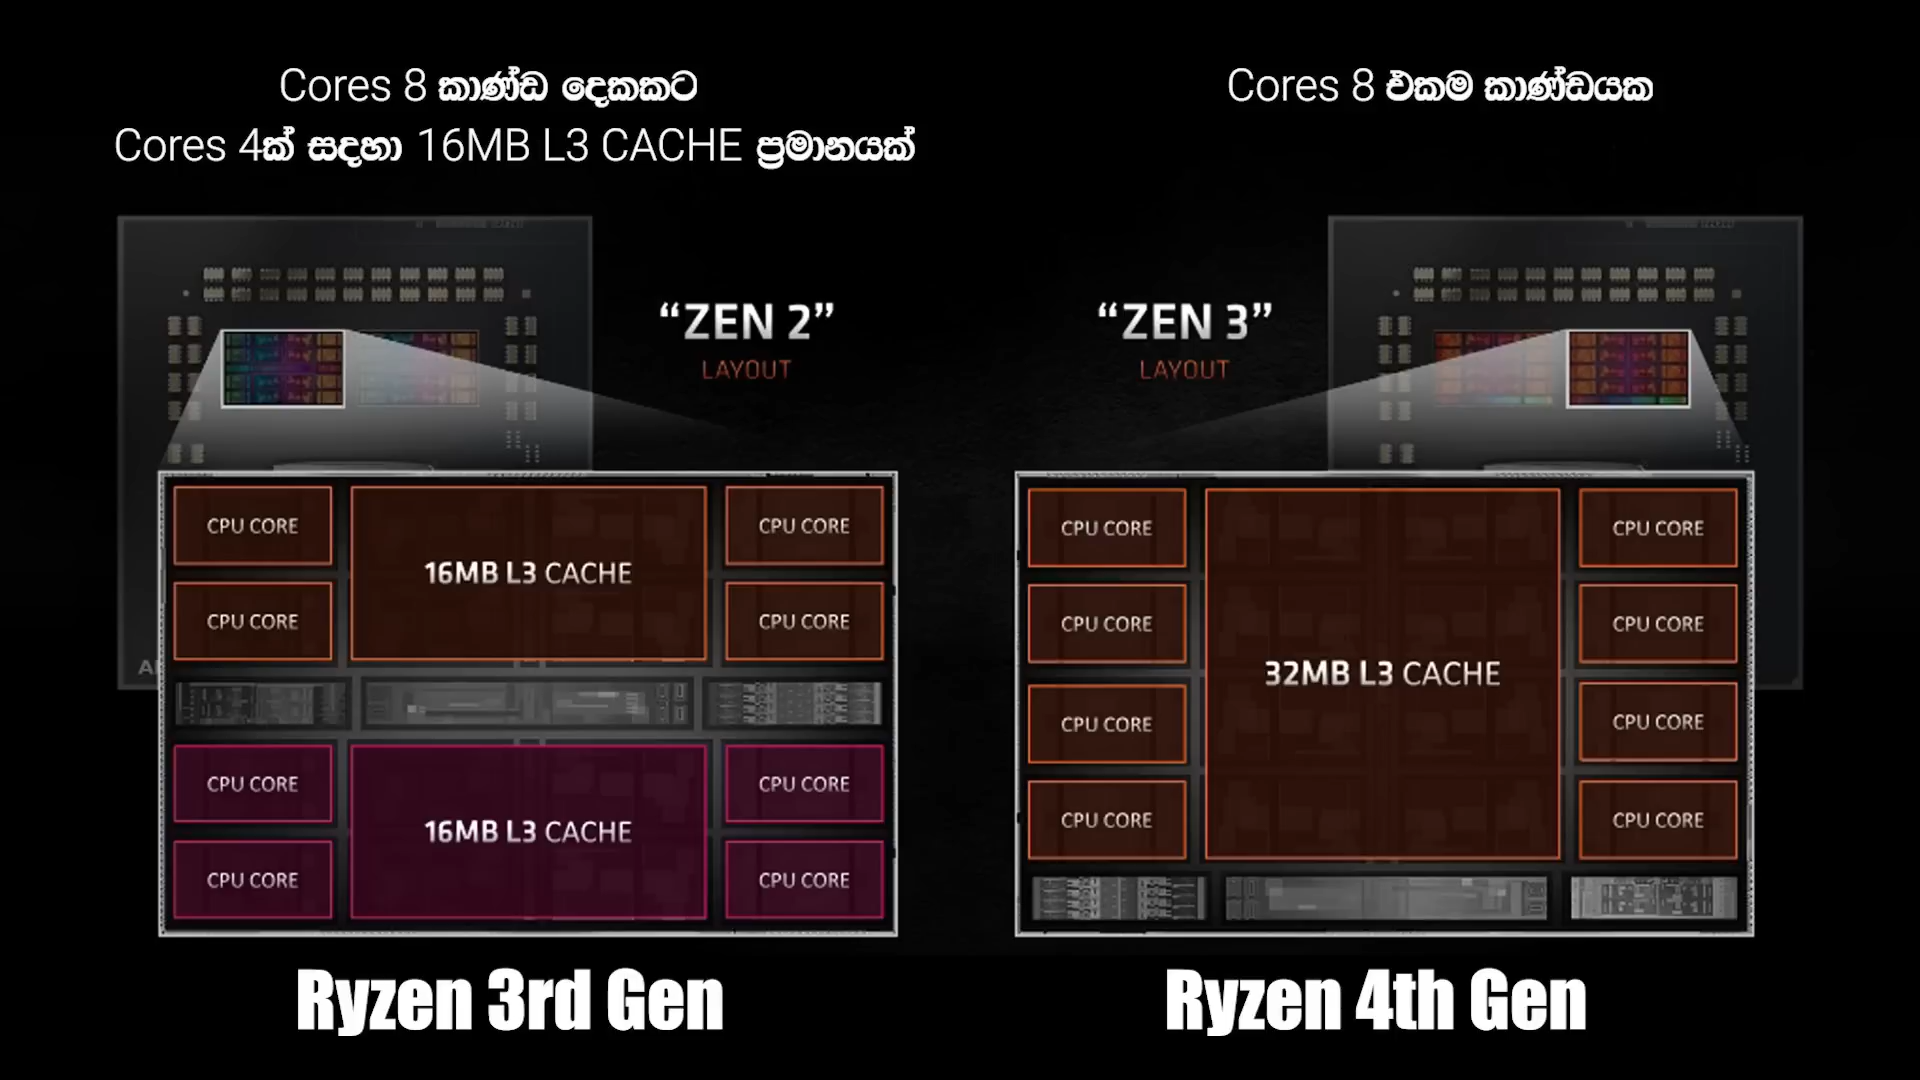 Cores 8 කාණ්ඩ දෙකකට
Cores 4ක් සදහා 16MB L3 CACHE ප්‍රමානයක්
Cores 8 එකම කාණ්ඩයක
“ZEN 2”
LAYOUT
“ZEN 3”
LAYOUT
CPU CORE
16MB L3 CACHE
CPU CORE
CPU CORE
CPU CORE
CPU CORE
16MB L3 CACHE
CPU CORE
CPU CORE
CPU CORE
CPU CORE
32MB L3 CACHE
CPU CORE
CPU CORE
CPU CORE
CPU CORE
CPU CORE
CPU CORE
CPU CORE
Ryzen 3rd Gen
Ryzen 4th Gen